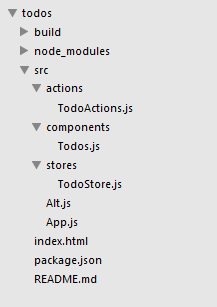 todos
build
node_modules
src
actions
TodoActions.js
components
Todos.js
stores
TodoStore.js
Alt.js
App.js
index.html
package.json
README.md